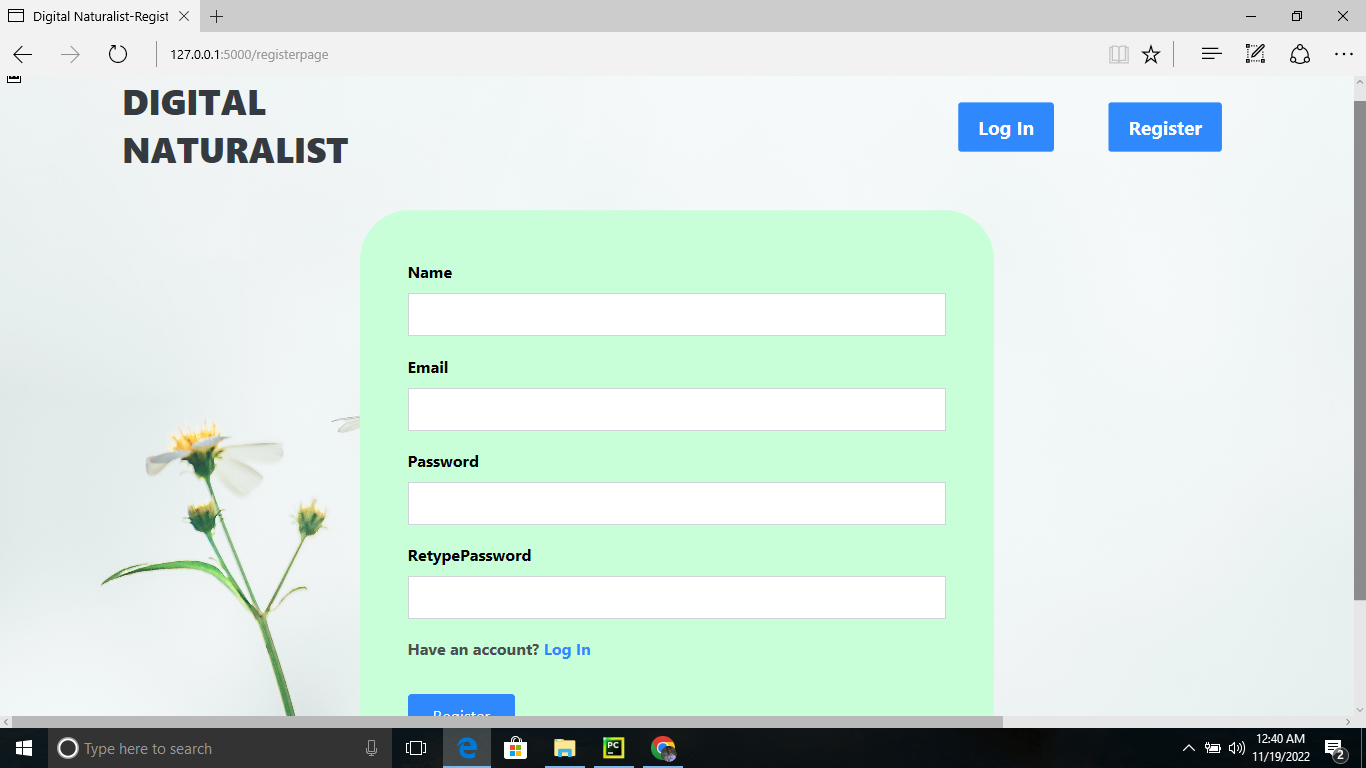 Digital Naturalist-Regist
127.0.0.1:5000/registerpage
DIGITAL
NATURALIST
Log In
Register
Name
Email
Password
RetypePassword
Have an account? Log In
Register
Type here to search
PC
12:40 AM
11/19/2022
2